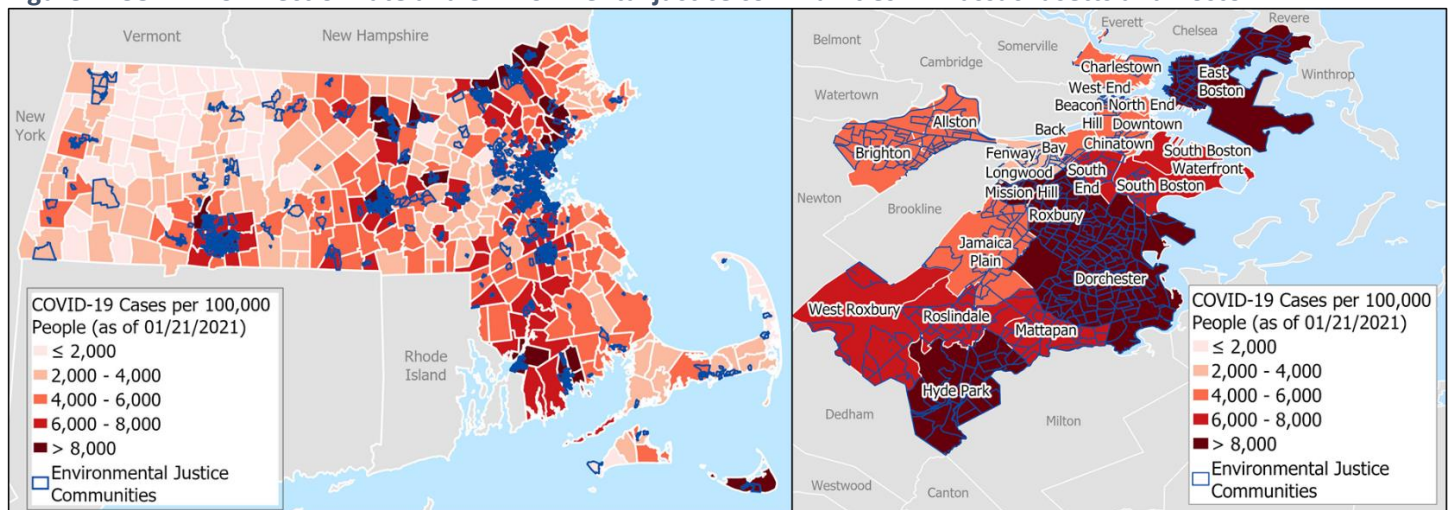 Vermont
New Hampshire
New
York
Rhode
Island
COVID-19 Cases per 100,000
People (as of 01/21/2021)
≤ 2,000
2,000 - 4,000
4,000 - 6,000
6,000 - 8,000
> 8,000
Environmental Justice
Communities
Everett
Revere
Chelsea
Belmont
Somerville
Cambridge
Winthrop
Watertown
Charlestown
East
Boston
West End
Beacon
Hill
North End
Downtown
Allston
Brighton
Back
Bay
Chinatown
Fenway
Longwood
South Boston
Waterfront
Mission Hill
South
End
South Boston
Newton
Brookline
Roxbury
Jamaica
Plain
Dorchester
West Roxbury
Roslindale
Mattapan
Hyde Park
Dedham
Milton
Westwood
Canton
COVID-19 Cases per 100,000
People (as of 01/21/2021)
≤ 2,000
2,000 - 4,000
4,000 - 6,000
6,000 - 8,000
> 8,000
Environmental Justice
Communities